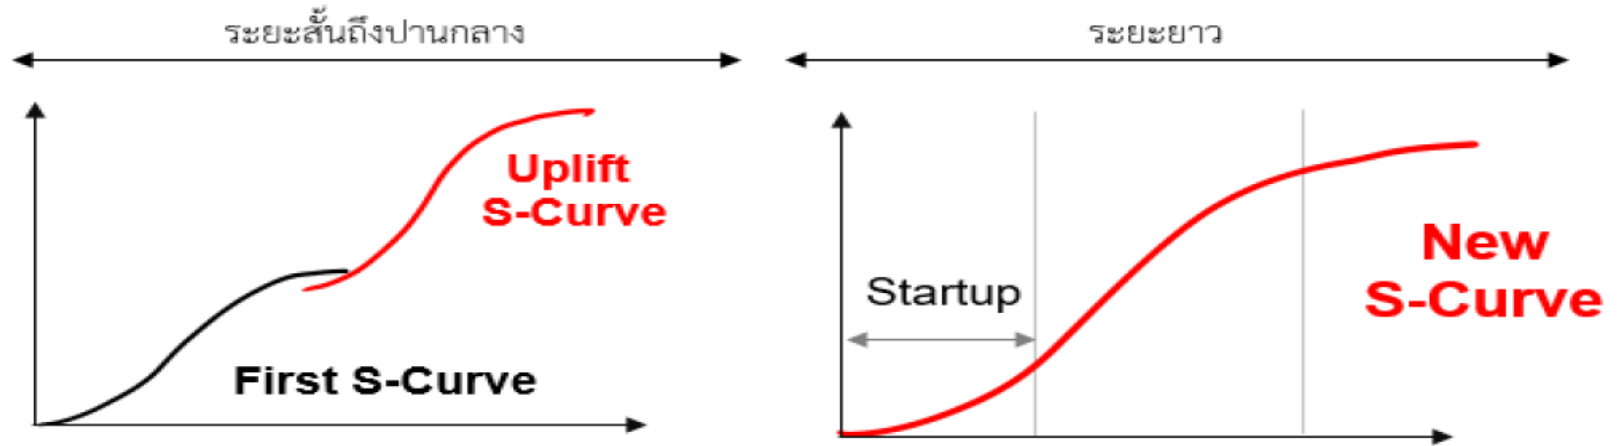 ระยะสั้นถึงปานกลาง
ระยะยาว
Uplift
S-Curve
First S-Curve
Startup
New
S-Curve